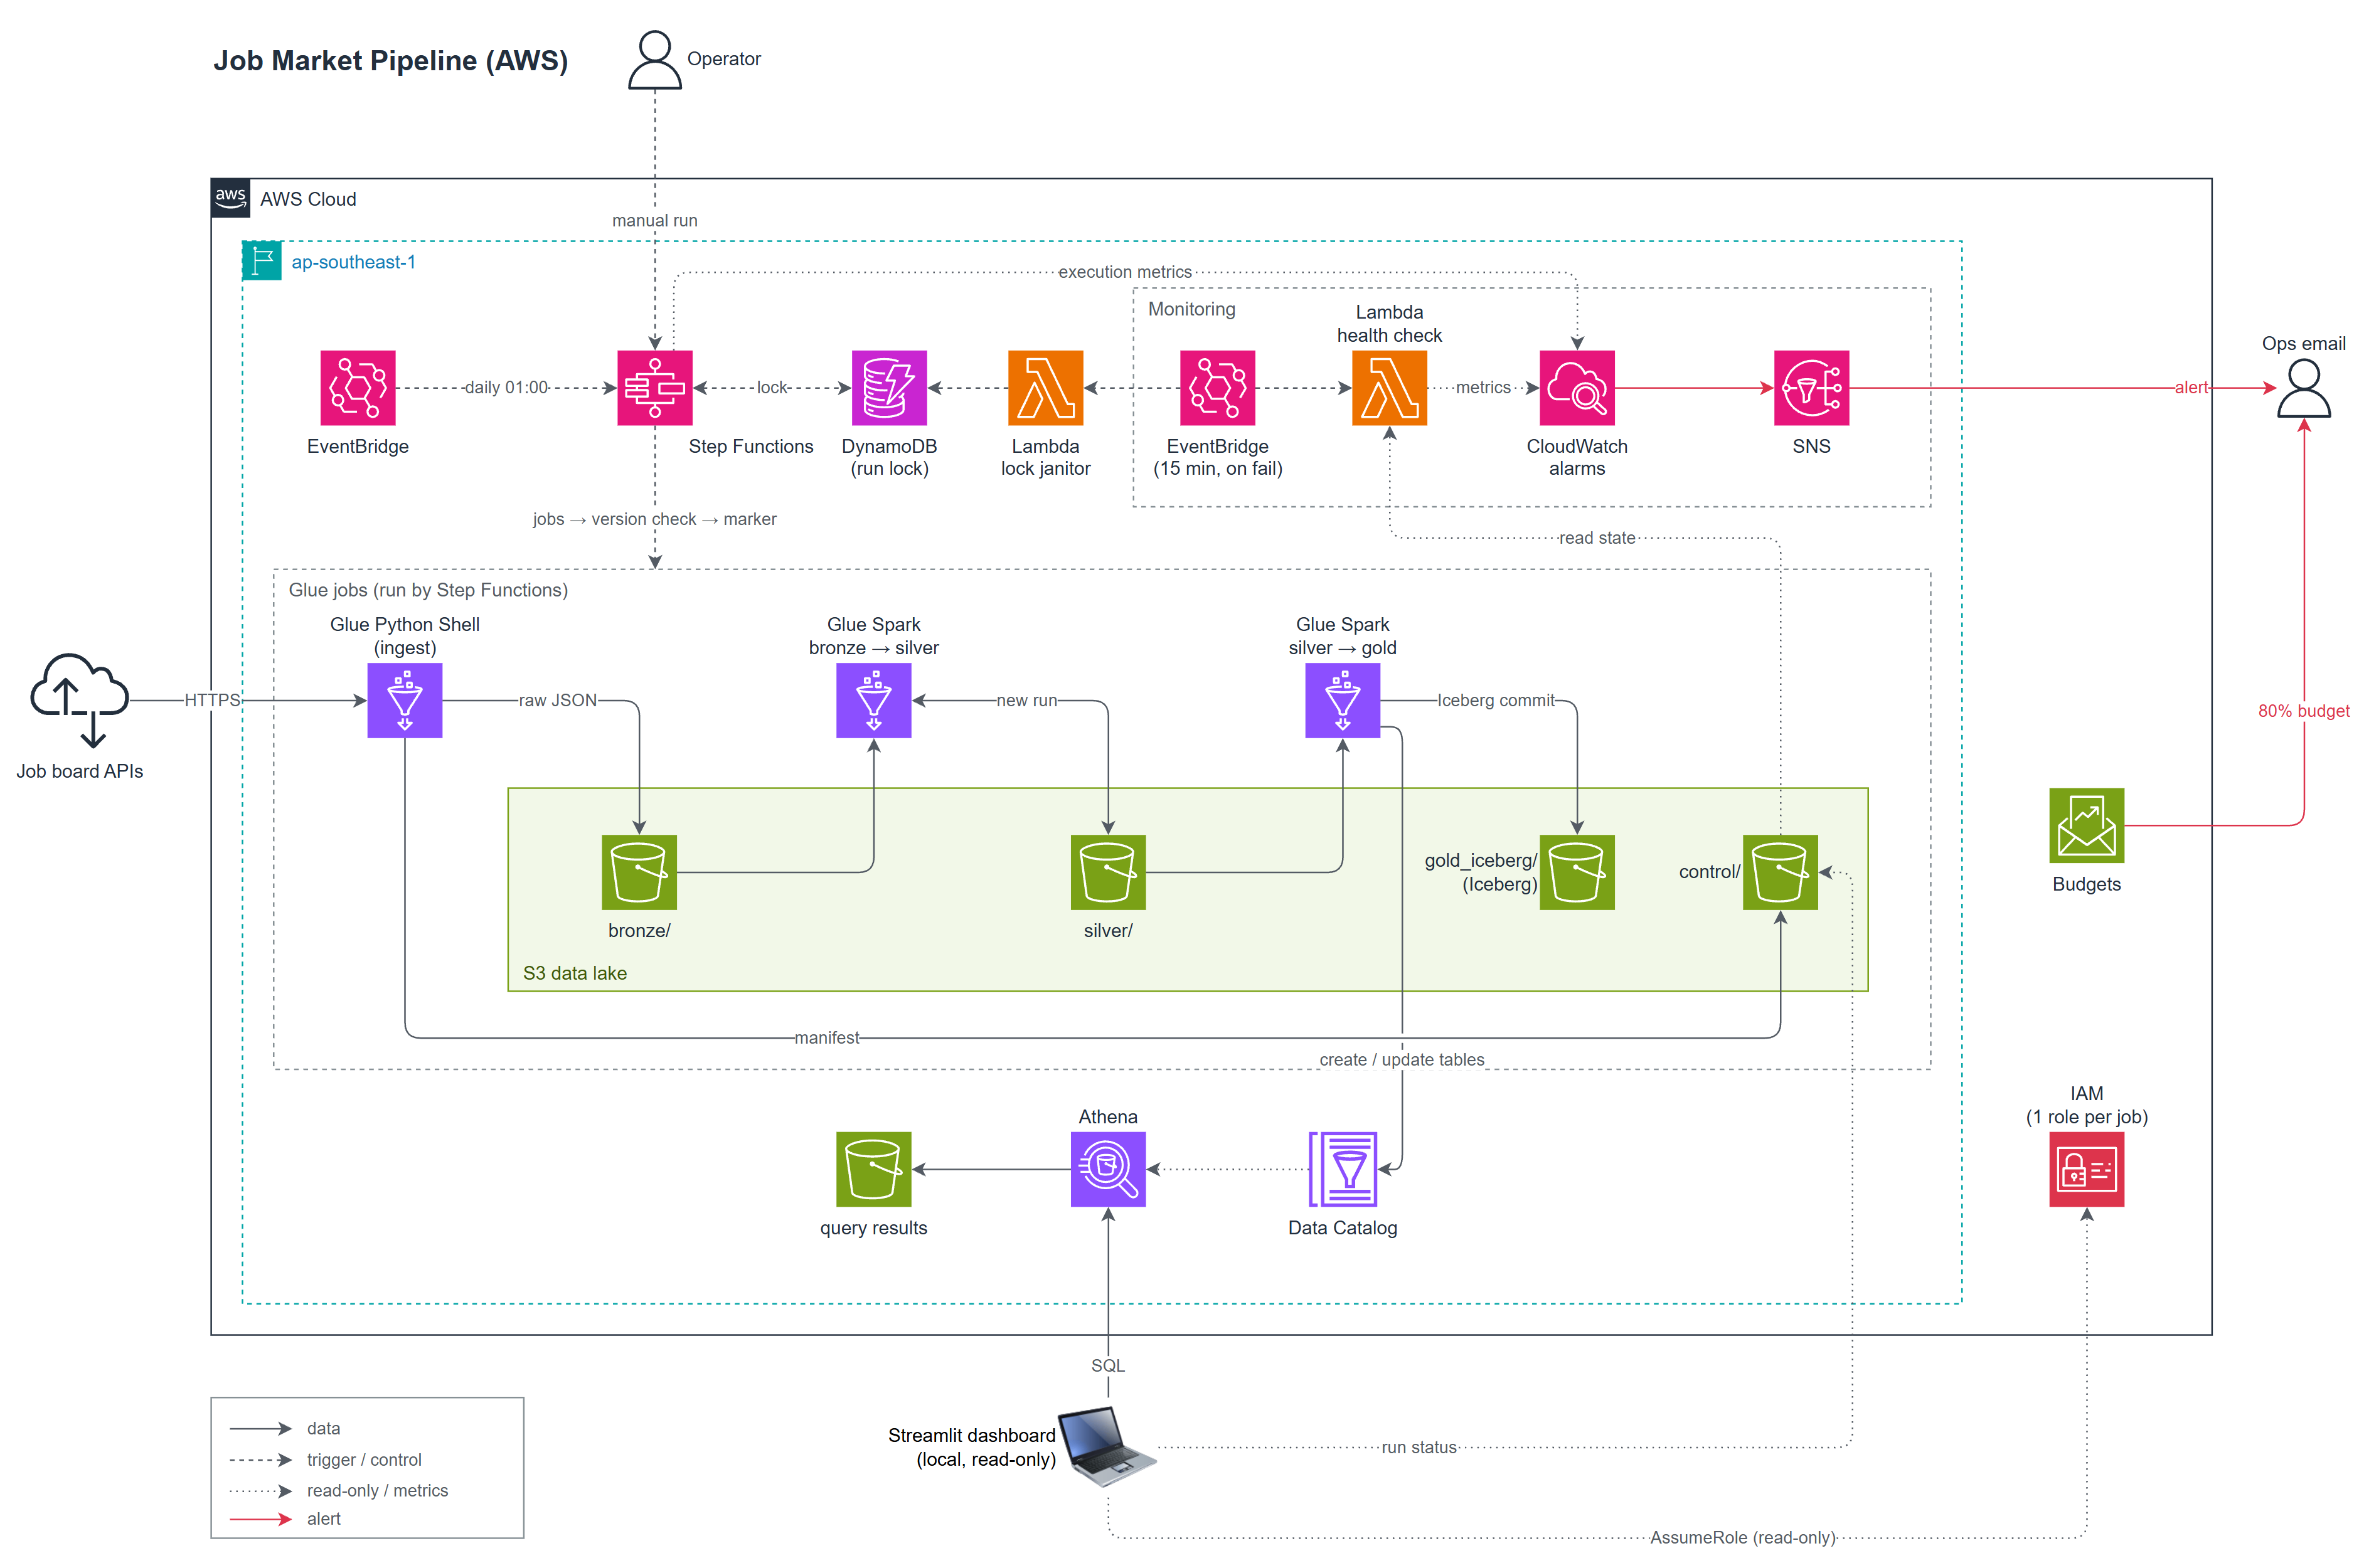 Job Market Pipeline (AWS)
Operator
aws
AWS Cloud
manual run
ap-southeast-1
execution metrics
Monitoring
Lambda
health check
Ops email
daily 01:00
lock
metrics
alert
EventBridge
Step Functions
DynamoDB
(run lock)
Lambda
lock janitor
EventBridge
(15 min, on fail)
CloudWatch
alarms
SNS
jobs → version check → marker
read state
Glue jobs (run by Step Functions)
Glue Python Shell
(ingest)
Glue Spark
bronze → silver
Glue Spark
silver → gold
HTTPS
raw JSON
new run
Iceberg commit
80% budget
Job board APIs
gold_iceberg/
(Iceberg)
control/
bronze/
silver/
Budgets
S3 data lake
manifest
create / update tables
IAM
(1 role per job)
Athena
query results
Data Catalog
SQL
Streamlit dashboard
(local, read-only)
run status
data
trigger / control
read-only / metrics
alert
AssumeRole (read-only)